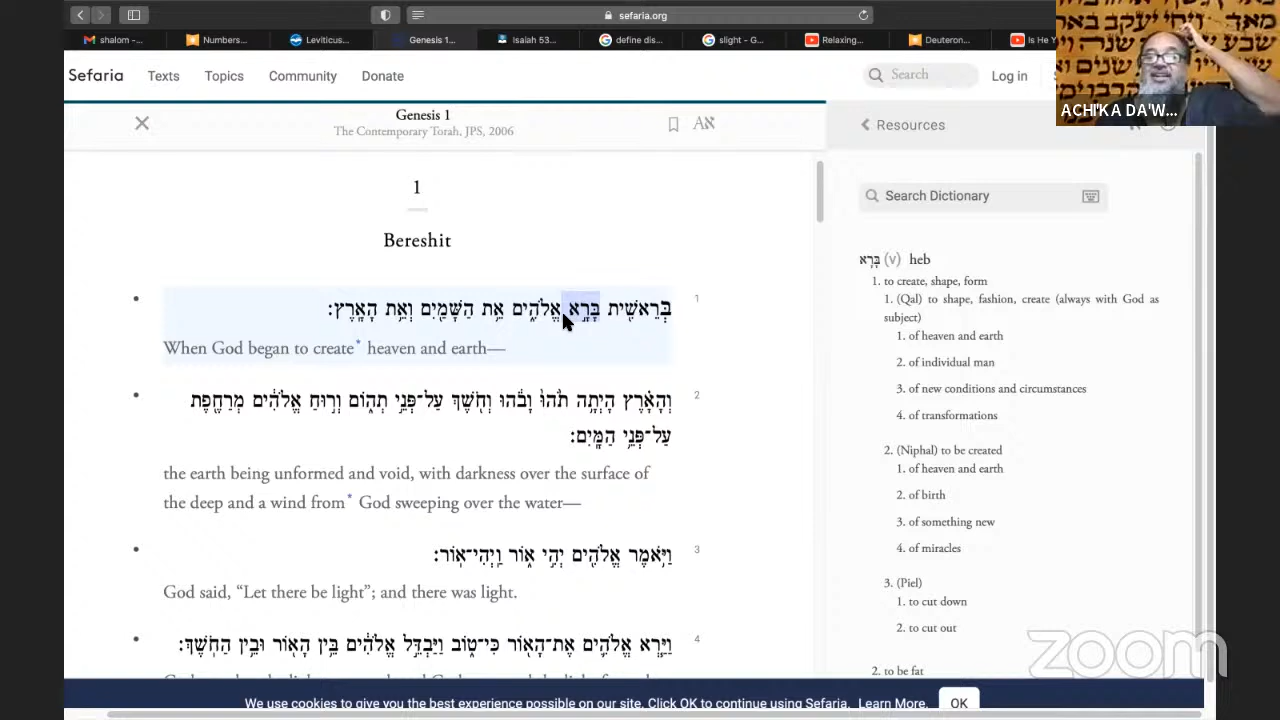 sefaria.org
shalom –...
Numbers...
Leviticus...
Genesis 1...
Isaiah 53...
define dis...
slight - G...
Relaxing...
Deuteron...
Is He Y
Sefaria Texts Topics Community Donate Search Log in
Genesis 1
The Contemporary Torah, JPS, 2006
1
Bereshit
1
בְּרֵאשִׁ֖ית בָּרָ֣א אֱלֹהִ֑ים אֵ֥ת הַשָּׁמַ֖יִם וְאֵ֥ת הָאָֽרֶץ׃
When God began to create* heaven and earth—
2
וְהָאָ֗רֶץ הָיְתָ֥ה תֹ֙הוּ֙ וָבֹ֔הוּ וְחֹ֖שֶׁךְ עַל־פְּנֵ֣י תְה֑וֹם וְר֣וּחַ אֱלֹהִ֔ים מְרַחֶ֖פֶת
עַל־פְּנֵ֥י הַמָּֽיִם׃
the earth being unformed and void, with darkness over the surface of
the deep and a wind from* God sweeping over the water—
3
וַיֹּ֥אמֶר אֱלֹהִ֖ים יְהִ֣י א֑וֹר וַֽיְהִי־אֽוֹר׃
God said, “Let there be light”; and there was light.
4
וַיַּ֧רְא אֱלֹהִ֛ים אֶת־הָא֖וֹר כִּי־ט֑וֹב וַיַּבְדֵּ֣ל אֱלֹהִ֔ים בֵּ֥ין הָא֖וֹר וּבֵ֥ין הַחֹֽשֶׁךְ׃
Resources
Search Dictionary
בָּרָ֣א (v) heb
1. to create, shape, form
1. (Qal) to shape, fashion, create (always with God as
subject)
1. of heaven and earth
2. of individual man
3. of new conditions and circumstances
4. of transformations
2. (Niphal) to be created
1. of heaven and earth
2. of birth
3. of something new
4. of miracles
3. (Piel)
1. to cut down
2. to cut out
2. to be fat
We use cookies to give you the best experience possible on our site. Click OK to continue using Sefaria. Learn More. OK
ACHI'KA DA'W...
zoom